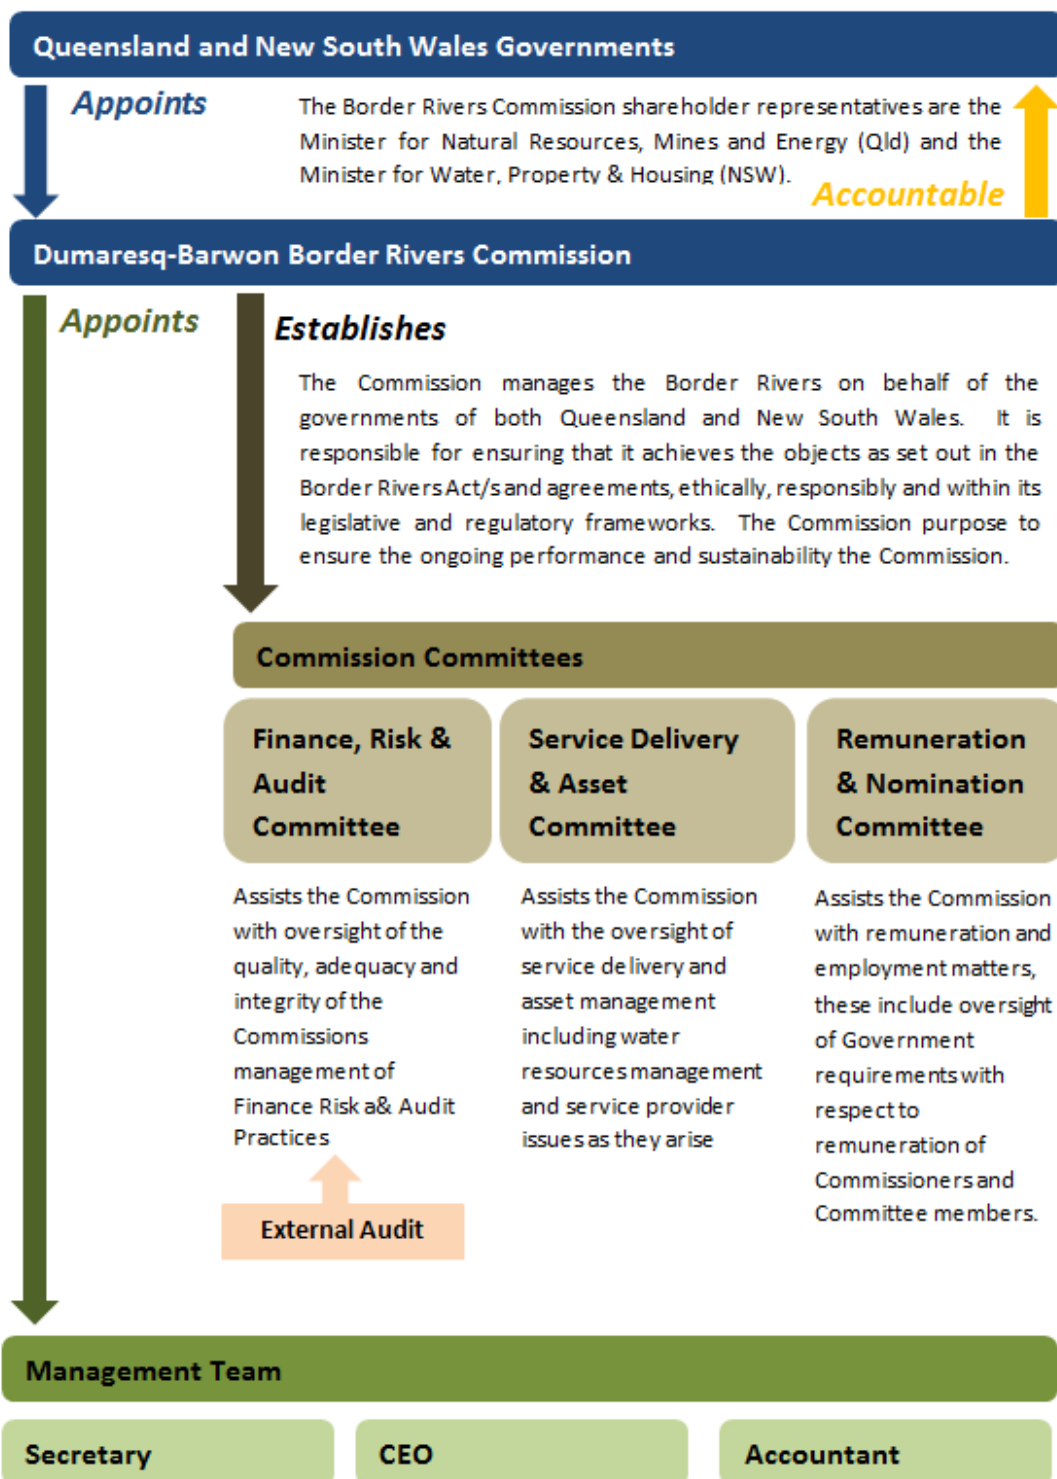 Queensland and New South Wales Governments
Appoints
The Border Rivers Commission shareholder representatives are the
Minister for Natural Resources, Mines and Energy (Qld) and the
Minister for Water, Property & Housing (NSW).
Accountable
Dumaresq-Barwon Border Rivers Commission
Appoints
Establishes
The Commission manages the Border Rivers on behalf of the
governments of both Queensland and New South Wales. It is
responsible for ensuring that it achieves the objects as set out in the
Border Rivers Act/s and agreements, ethically, responsibly and within its
legislative and regulatory frameworks. The Commission purpose to
ensure the ongoing performance and sustainability the Commission.
Commission Committees
Finance, Risk &
Audit
Committee
Assists the Commission
with oversight of the
quality, adequacy and
integrity of the
Commissions
management of
Finance Risk a& Audit
Practices
External Audit
Service Delivery
& Asset
Committee
Assists the Commission
with the oversight of
service delivery and
asset management
including water
resources management
and service provider
issues as they arise
Remuneration
& Nomination
Committee
Assists the Commission
with remuneration and
employment matters,
these include oversight
of Government
requirements with
respect to
remuneration of
Commissioners and
Committee members.
Management Team
Secretary
CEO
Accountant